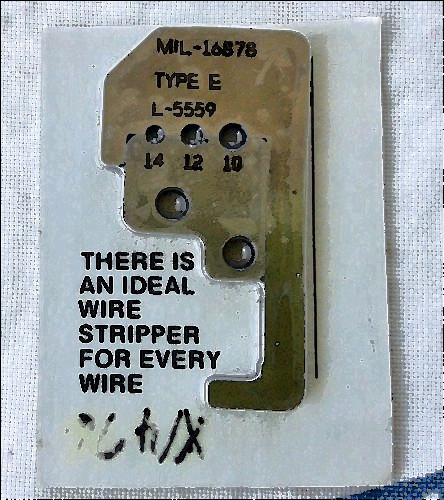 MIL-16878
TYPE E
L-5559
14 12 10
THERE IS
AN IDEAL
WIRE
STRIPPER
FOR EVERY
WIRE